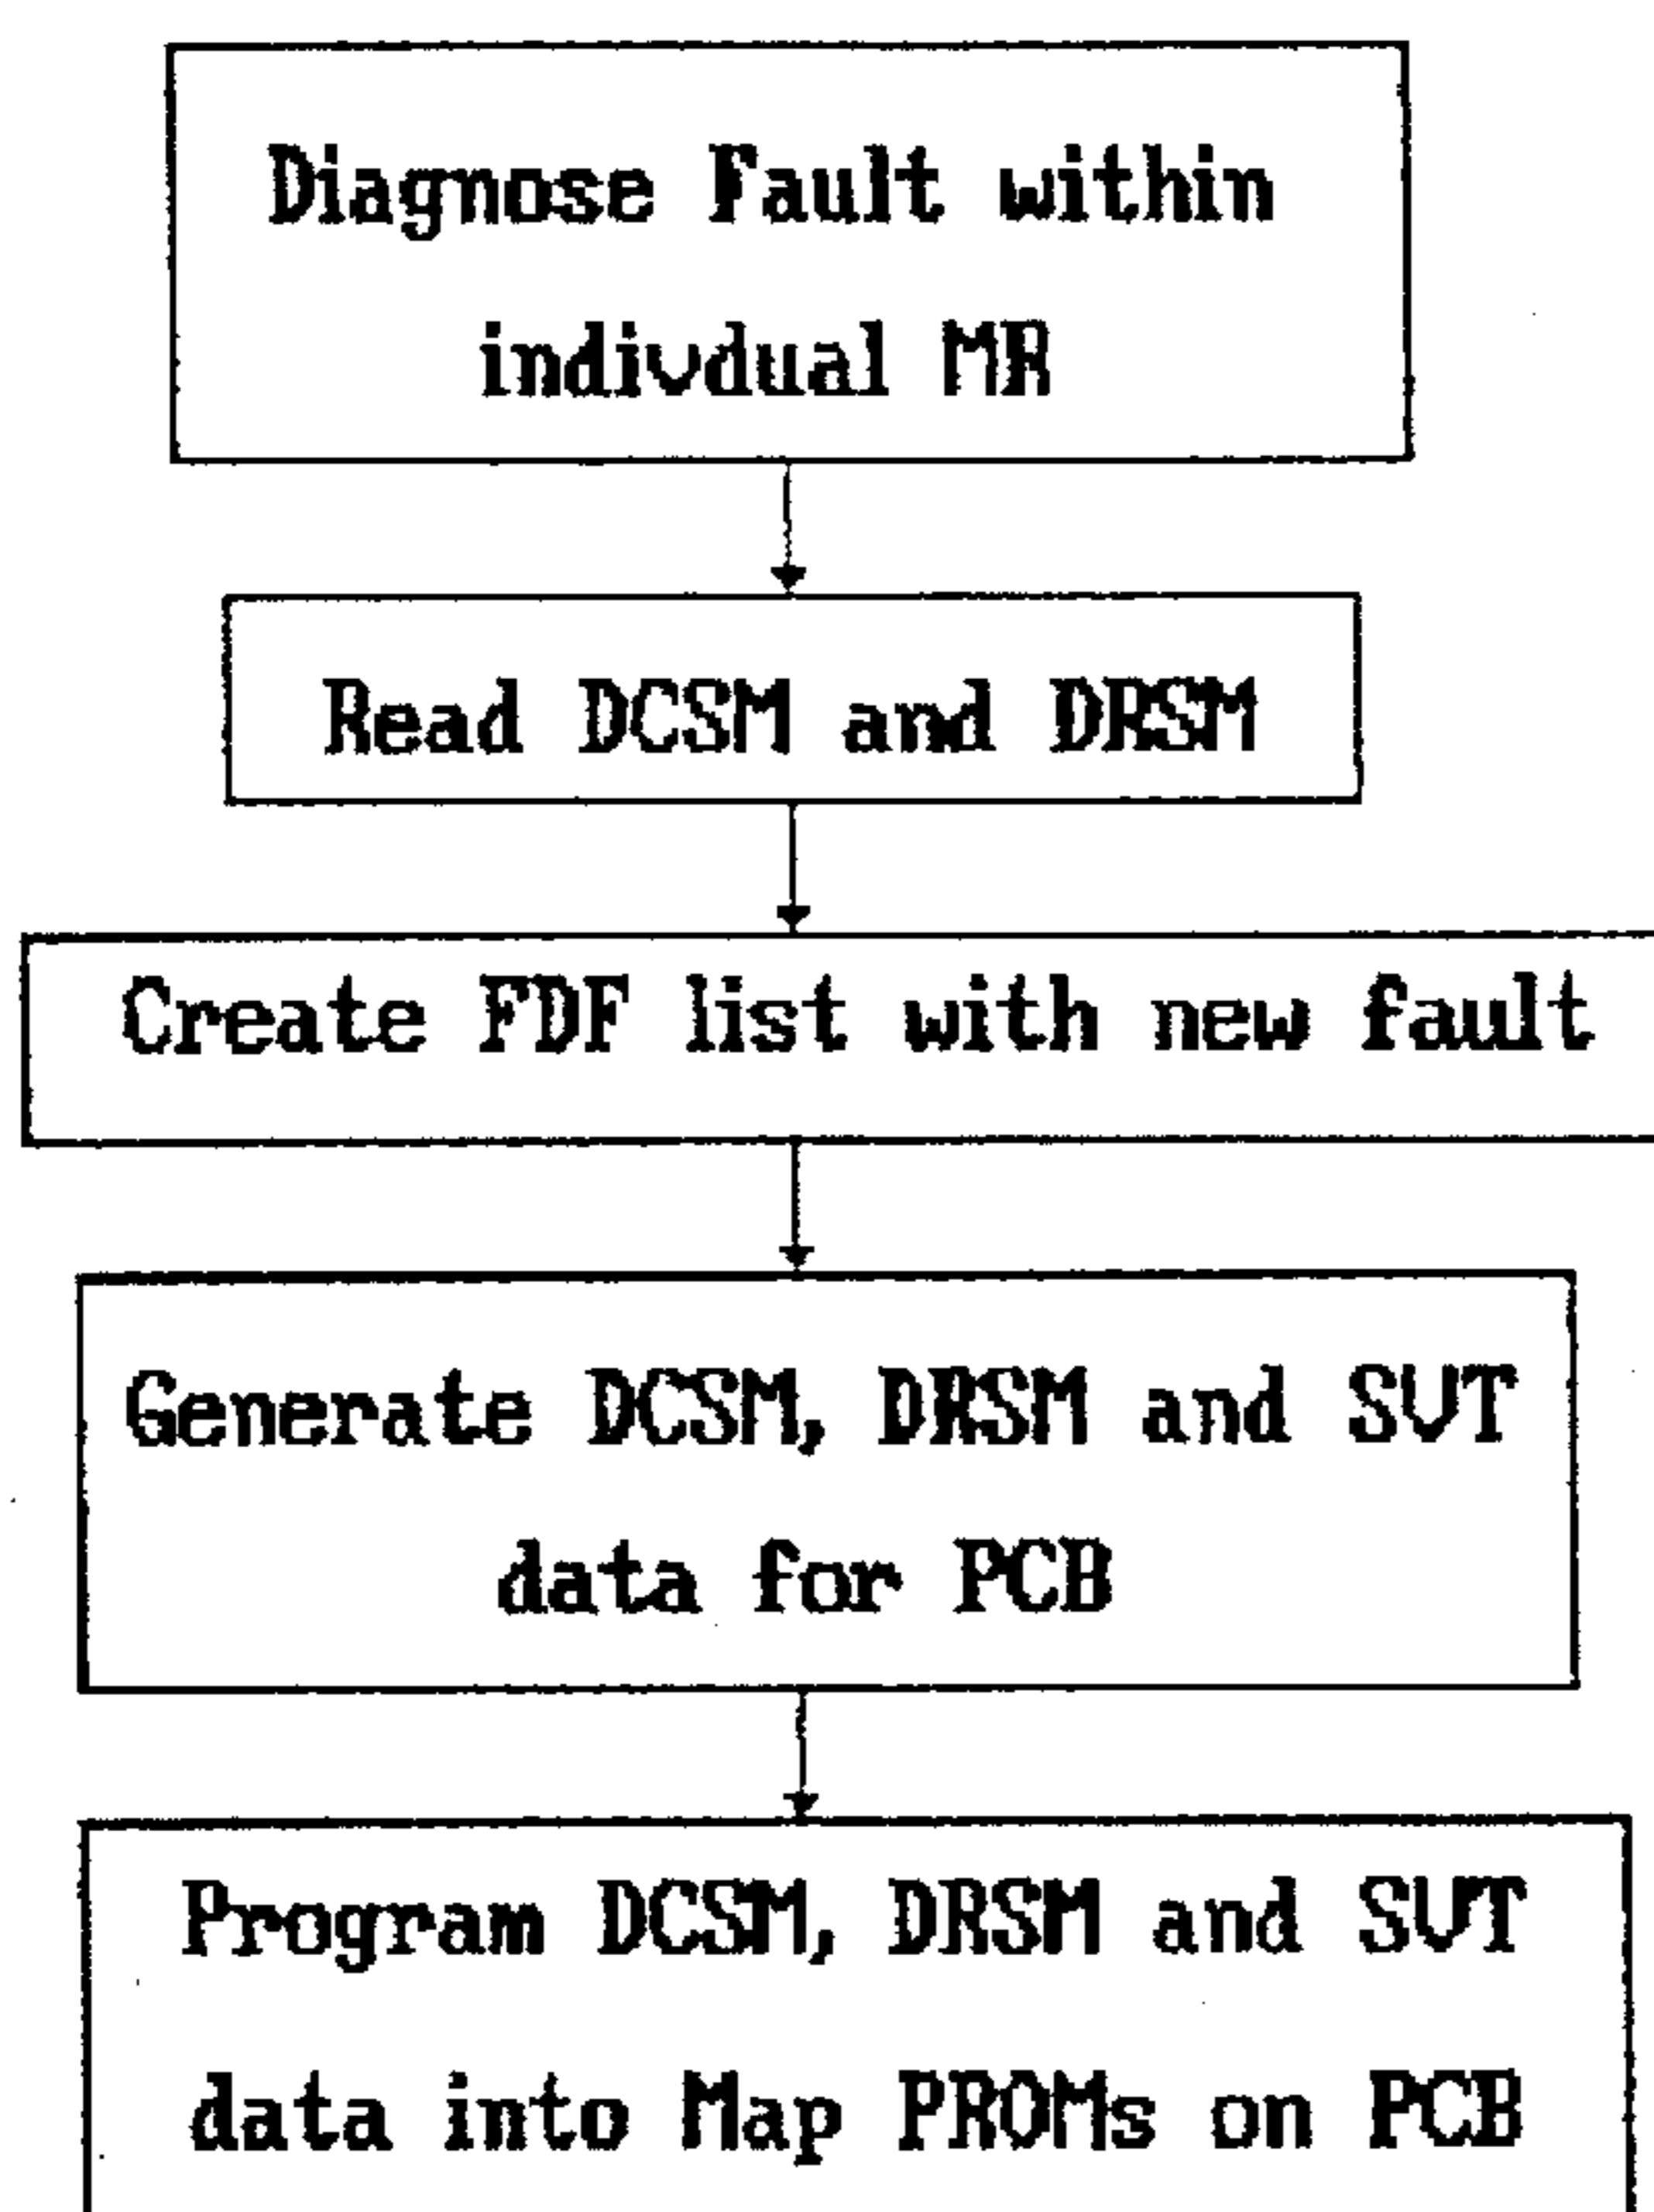 Diagnose Fault within
indivdual MR
Read DCSM and DRSM
Create FDF list with new fault
Generate DCSM, DRSM and SVT
data for PCB
Program DCSM, DRSM and SVT
data into Map PROMs on PCB